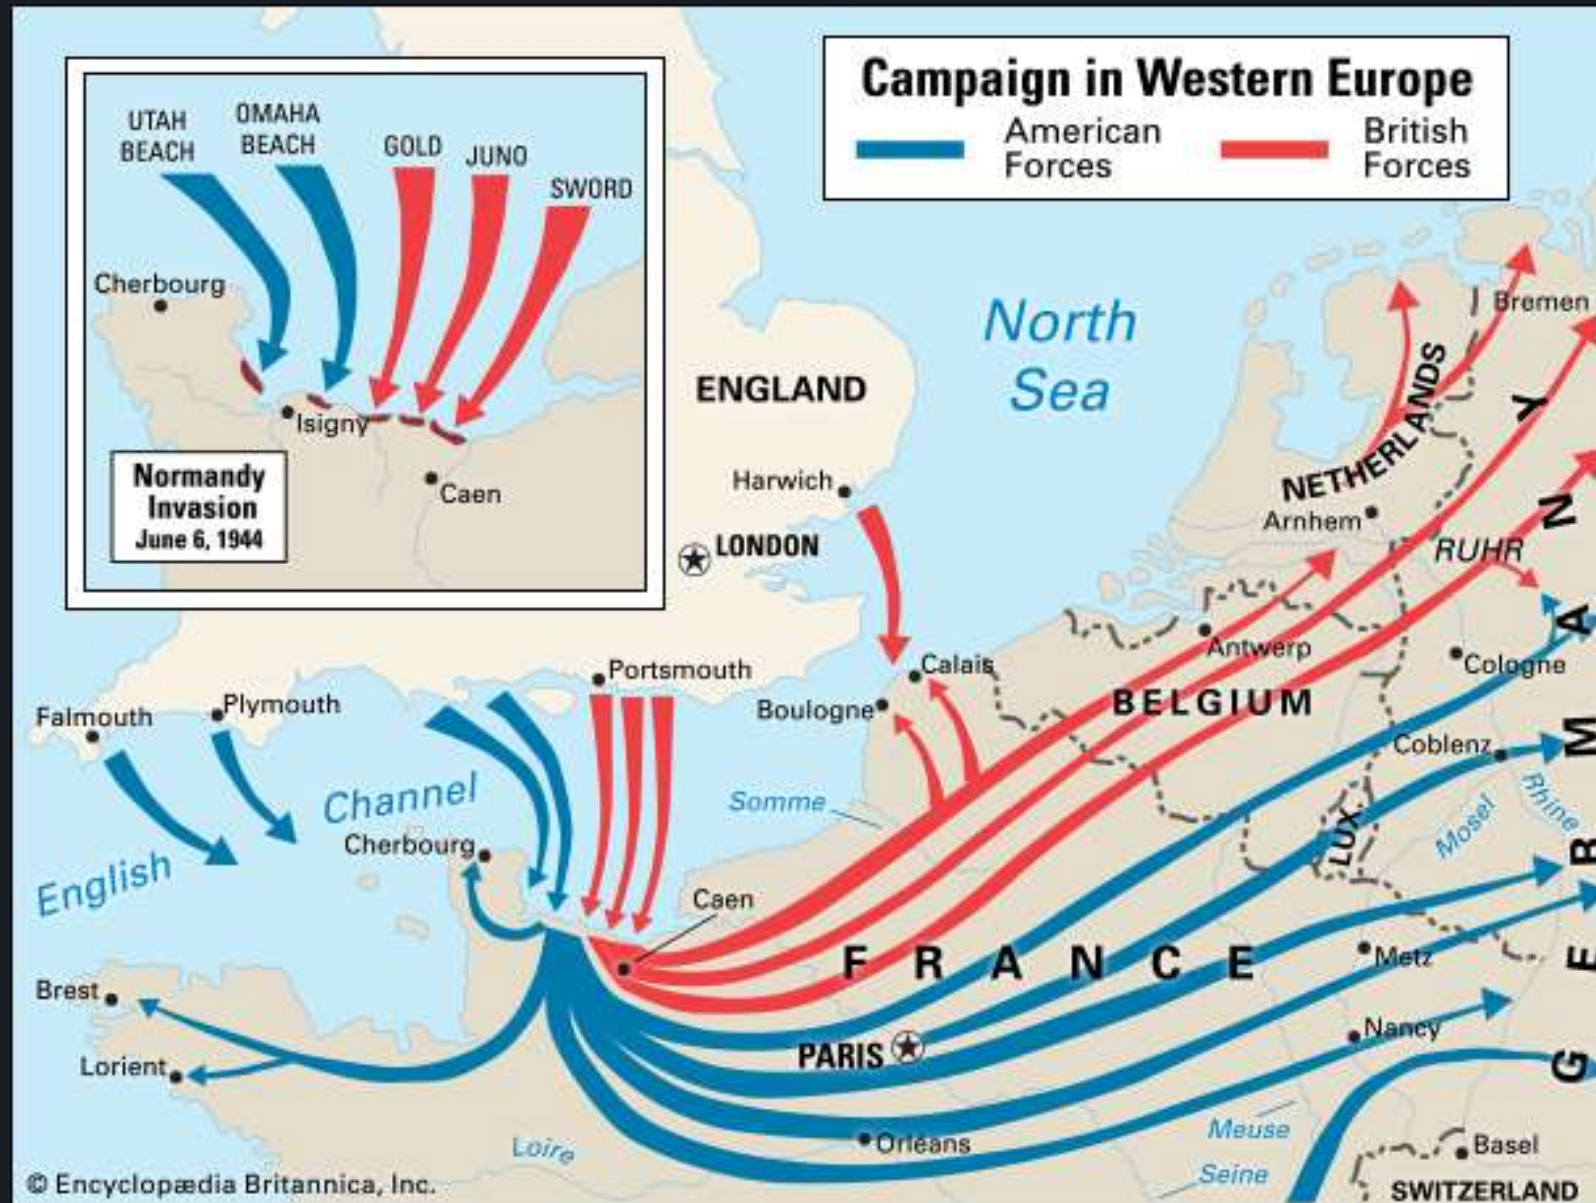 Campaign in Western Europe
American
Forces
British
Forces
UTAH
BEACH
OMAHA
BEACH
GOLD
JUNO
SWORD
Cherbourg
Isigny
Caen
Normandy
Invasion
June 6, 1944
North
Sea
ENGLAND
Harwich
LONDON
Bremen
NETHERLANDS
Arnhem
RUHR
Antwerp
Cologne
BELGIUM
Calais
Boulogne
Portsmouth
Plymouth
Falmouth
English Channel
Cherbourg
Somme
Coblenz
Rhine
Mosel
LUX.
GERMANY
Caen
FRANCE
Metz
Nancy
PARIS
Brest
Lorient
Orléans
Loire
Meuse
Seine
Basel
SWITZERLAND
© Encyclopædia Britannica, Inc.